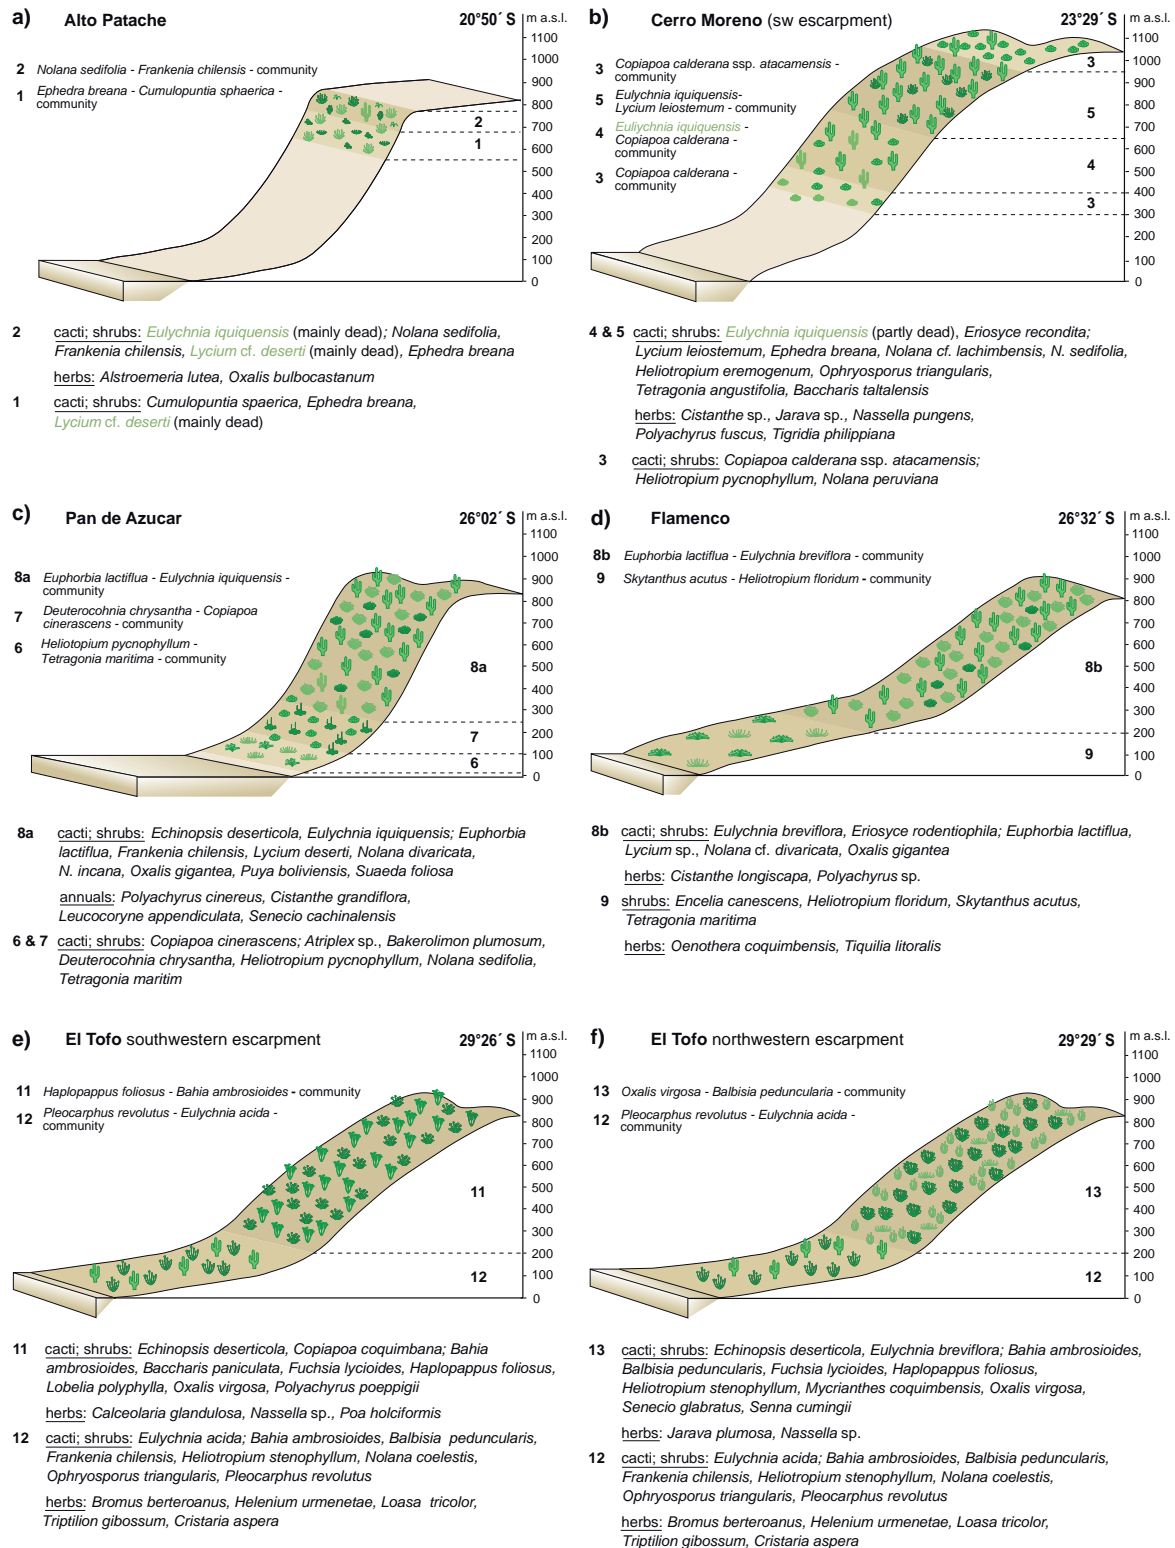 a) Alto Patache 20°50´ S m a.s.l.
2 Nolana sedifolia - Frankenia chilensis - community
1 Ephedra breana - Cumulopuntia sphaerica -
community
1100
1000
900
800
700
600
500
400
300
200
100
0
2
1
2 cacti; shrubs: Eulychnia iquiquensis (mainly dead); Nolana sedifolia,
Frankenia chilensis, Lycium cf. deserti (mainly dead), Ephedra breana
herbs: Alstroemeria lutea, Oxalis bulbocastanum
1 cacti; shrubs: Cumulopuntia spaerica, Ephedra breana,
Lycium cf. deserti (mainly dead)
b) Cerro Moreno (sw escarpment) 23°29´ S m a.s.l.
3 Copiapoa calderana ssp. atacamensis -
community
5 Eulychnia iquiquensis-
Lycium leiostemum - community
4 Euliychnia iquiquensis -
Copiapoa calderana -
community
3 Copiapoa calderana -
community
1100
1000
900
800
700
600
500
400
300
200
100
0
3
5
4
3
4 & 5 cacti; shrubs: Eulychnia iquiquensis (partly dead), Eriosyce recondita;
Lycium leiostemum, Ephedra breana, Nolana cf. lachimbensis, N. sedifolia,
Heliotropium eremogenum, Ophryosporus triangularis,
Tetragonia angustifolia, Baccharis taltalensis
herbs: Cistanthe sp., Jarava sp., Nassella pungens,
Polyachyrus fuscus, Tigridia philippiana
3 cacti; shrubs: Copiapoa calderana ssp. atacamensis;
Heliotropium pycnophyllum, Nolana peruviana
c) Pan de Azucar 26°02´ S m a.s.l.
8a Euphorbia lactiflua - Eulychnia iquiquensis -
community
7 Deuterocohnia chrysantha - Copiapoa
cinerascens - community
6 Heliotopium pycnophyllum -
Tetragonia maritima - community
1100
1000
900
800
700
600
500
400
300
200
100
0
8a
7
6
8a cacti; shrubs: Echinopsis deserticola, Eulychnia iquiquensis; Euphorbia
lactiflua, Frankenia chilensis, Lycium deserti, Nolana divaricata,
N. incana, Oxalis gigantea, Puya boliviensis, Suaeda foliosa
annuals: Polyachyrus cinereus, Cistanthe grandiflora,
Leucocoryne appendiculata, Senecio cachinalensis
6 & 7 cacti; shrubs: Copiapoa cinerascens; Atriplex sp., Bakerolimon plumosum,
Deuterocohnia chrysantha, Heliotropium pycnophyllum, Nolana sedifolia,
Tetragonia maritim
d) Flamenco 26°32´ S m a.s.l.
8b Euphorbia lactiflua - Eulychnia breviflora - community
9 Skytanthus acutus - Heliotropium floridum - community
1100
1000
900
800
700
600
500
400
300
200
100
0
8b
9
8b cacti; shrubs: Eulychnia breviflora, Eriosyce rodentiophila; Euphorbia lactiflua,
Lycium sp., Nolana cf. divaricata, Oxalis gigantea
herbs: Cistanthe longiscapa, Polyachyrus sp.
9 shrubs: Encelia canescens, Heliotropium floridum, Skytanthus acutus,
Tetragonia maritima
herbs: Oenothera coquimbensis, Tiquilia litoralis
e) El Tofo southwestern escarpment 29°26´ S m a.s.l.
11 Haplopappus foliosus - Bahia ambrosioides - community
12 Pleocarphus revolutus - Eulychnia acida -
community
1100
1000
900
800
700
600
500
400
300
200
100
0
11
12
11 cacti; shrubs: Echinopsis deserticola, Copiapoa coquimbana; Bahia
ambrosioides, Baccharis paniculata, Fuchsia lycioides, Haplopappus foliosus,
Lobelia polyphylla, Oxalis virgosa, Polyachyrus poeppigii
herbs: Calceolaria glandulosa, Nassella sp., Poa holciformis
12 cacti; shrubs: Eulychnia acida; Bahia ambrosioides, Balbisia peduncularis,
Frankenia chilensis, Heliotropium stenophyllum, Nolana coelestis,
Ophryosporus triangularis, Pleocarphus revolutus
herbs: Bromus berteroanus, Helenium urmenetae, Loasa tricolor,
Triptilion gibossum, Cristaria aspera
f) El Tofo northwestern escarpment 29°29´ S m a.s.l.
13 Oxalis virgosa - Balbisia peduncularia - community
12 Pleocarphus revolutus - Eulychnia acida -
community
1100
1000
900
800
700
600
500
400
300
200
100
0
13
12
13 cacti; shrubs: Echinopsis deserticola, Eulychnia breviflora; Bahia ambrosioides,
Balbisia peduncularis, Fuchsia lycioides, Haplopappus foliosus,
Heliotropium stenophyllum, Mycrianthes coquimbensis, Oxalis virgosa,
Senecio glabratus, Senna cumingii
herbs: Jarava plumosa, Nassella sp.
12 cacti; shrubs: Eulychnia acida; Bahia ambrosioides, Balbisia peduncularis,
Frankenia chilensis, Heliotropium stenophyllum, Nolana coelestis,
Ophryosporus triangularis, Pleocarphus revolutus
herbs: Bromus berteroanus, Helenium urmenetae, Loasa tricolor,
Triptilion gibossum, Cristaria aspera